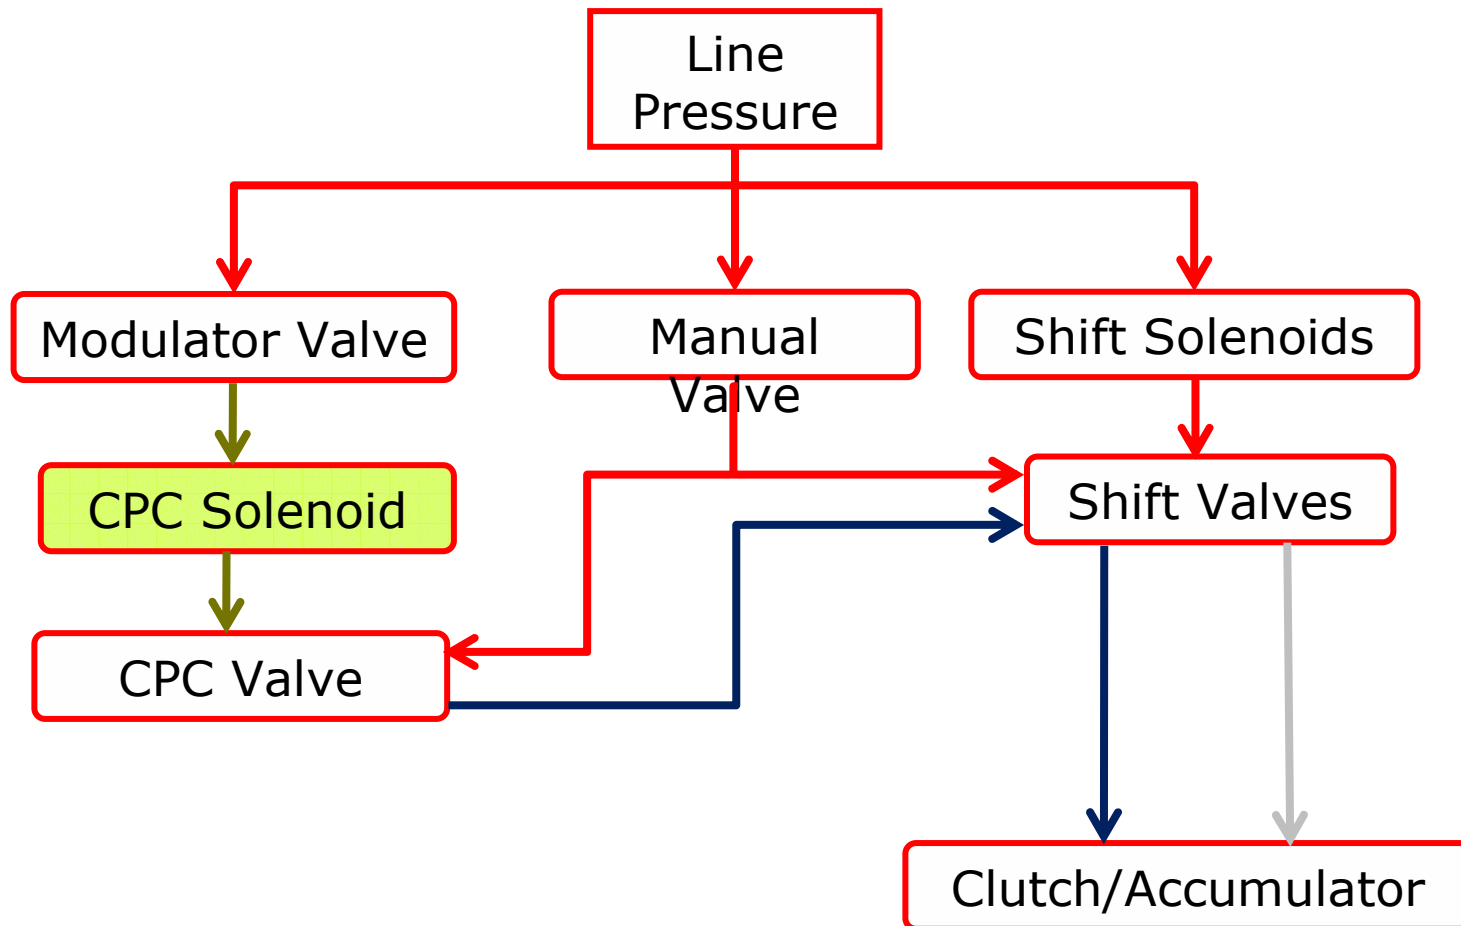 Line
Pressure
Modulator Valve
Manual
Valve
Shift Solenoids
CPC Solenoid
Shift Valves
CPC Valve
Clutch/Accumulator